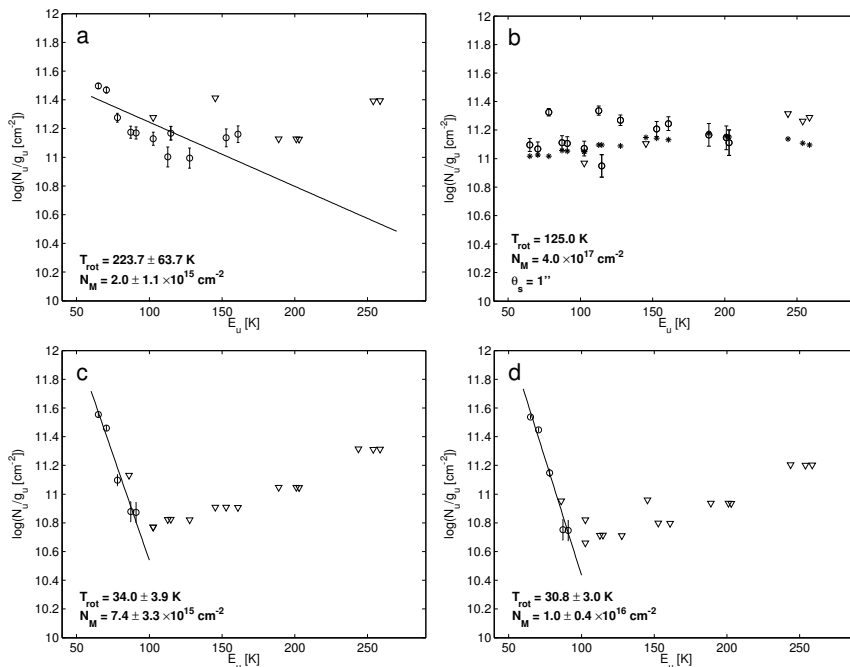 a
12
11.8
11.6
11.4
11.2
11
10.8
10.6
10.4
10.2
10
log(N_u/g_u [cm⁻²])
T_rot = 223.7 ± 63.7 K
N_M = 2.0 ± 1.1 ×10¹⁵ cm⁻²
50 100 150 200 250
E_u [K]
b
12
11.8
11.6
11.4
11.2
11
10.8
10.6
10.4
10.2
10
log(N_u/g_u [cm⁻²])
T_rot = 125.0 K
N_M = 4.0 ×10¹⁷ cm⁻²
θ_s = 1’’
50 100 150 200 250
E_u [K]
c
12
11.8
11.6
11.4
11.2
11
10.8
10.6
10.4
10.2
10
log(N_u/g_u [cm⁻²])
T_rot = 34.0 ± 3.9 K
N_M = 7.4 ± 3.3 ×10¹⁵ cm⁻²
50 100 150 200 250
E_u [K]
d
12
11.8
11.6
11.4
11.2
11
10.8
10.6
10.4
10.2
10
log(N_u/g_u [cm⁻²])
T_rot = 30.8 ± 3.0 K
N_M = 1.0 ± 0.4 ×10¹⁶ cm⁻²
50 100 150 200 250
E_u [K]